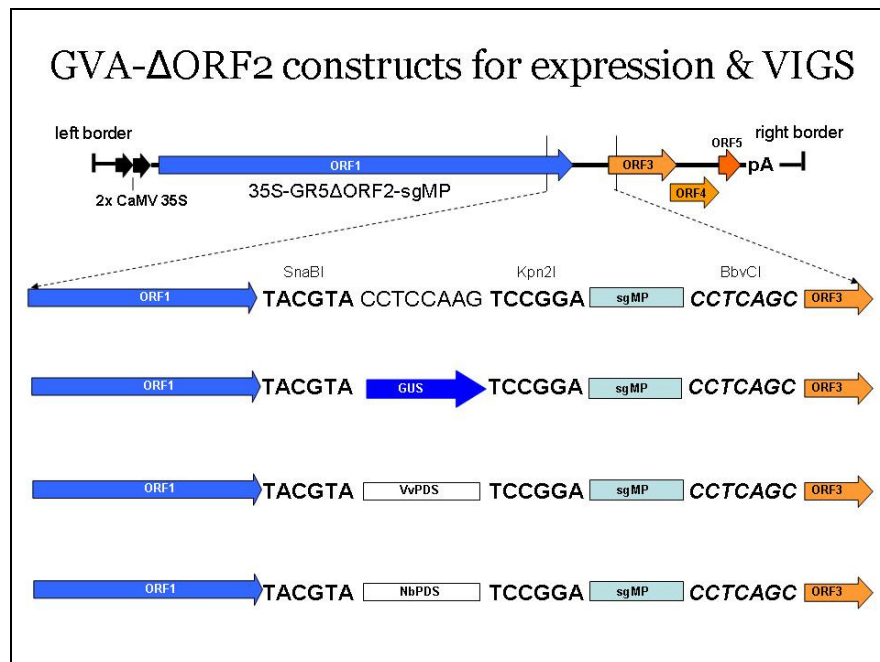 GVA-ΔORF2 constructs for expression & VIGS
left border
ORF5
right border
ORF1
ORF3
pA
2x CaMV 35S
35S-GR5ΔORF2-sgMP
ORF4
SnaBI
Kpn2I
BbvCI
ORF1 TACGTA CCTCCAAG TCCGGA sgMP CCTCAGC ORF3
ORF1 TACGTA GUS TCCGGA sgMP CCTCAGC ORF3
ORF1 TACGTA VvPDS TCCGGA sgMP CCTCAGC ORF3
ORF1 TACGTA NbPDS TCCGGA sgMP CCTCAGC ORF3